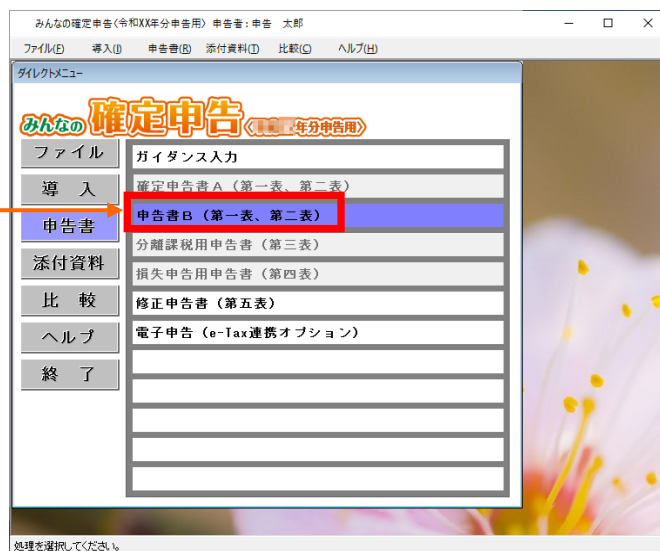 みんなの確定申告〈令和XX年分申告用〉 申告者：申告 太郎
ファイル(F) 導入(I) 申告書(R) 添付資料(T) 比較(C) ヘルプ(H)
ダイレクトメニュー
みんなの確定申告〈 年分申告用〉
ファイル
導 入
申告書
添付資料
比 較
ヘルプ
終 了
ガイダンス入力
確定申告書Ａ（第一表、第二表）
申告書Ｂ（第一表、第二表）
分離課税用申告書（第三表）
損失申告用申告書（第四表）
修正申告書（第五表）
電子申告（e-Tax連携オプション）
処理を選択してください。